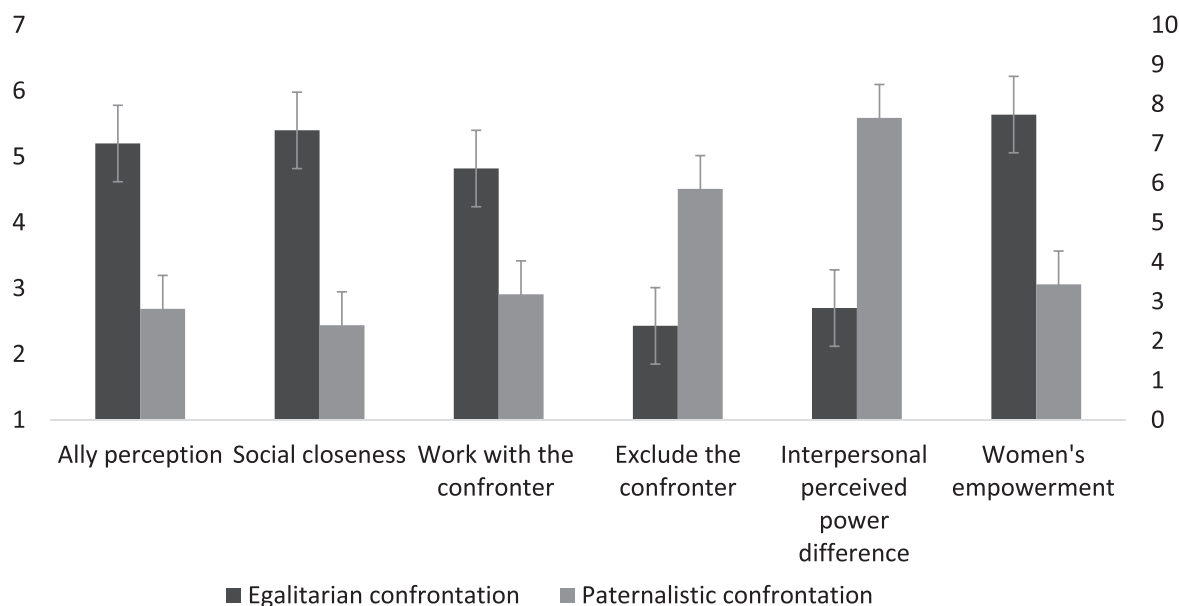 7
6
5
4
3
2
1
10
9
8
7
6
5
4
3
2
1
0
Ally perception
Social closeness
Work with the
confronter
Exclude the
confronter
Interpersonal
perceived
power
difference
Women's
empowerment
Egalitarian confrontation
Paternalistic confrontation